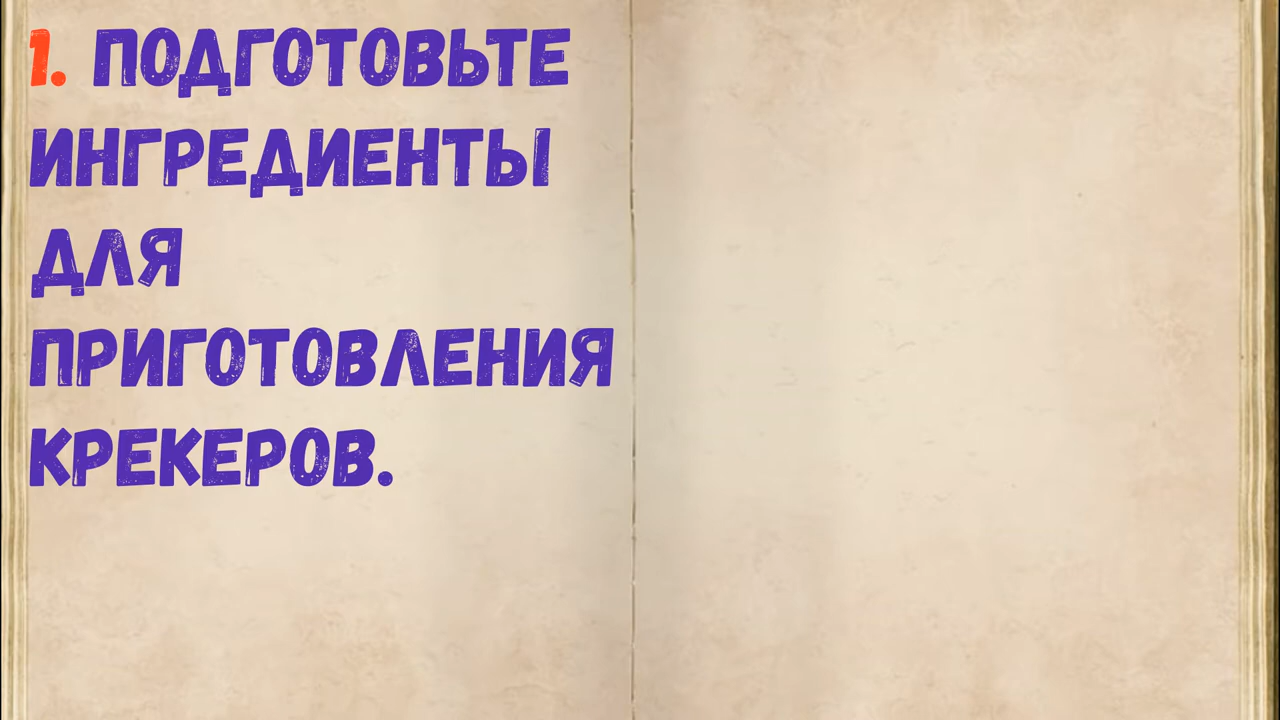 1. ПОДГОТОВЬТЕ
ИНГРЕДИЕНТЫ
ДЛЯ
ПРИГОТОВЛЕНИЯ
КРЕКЕРОВ.